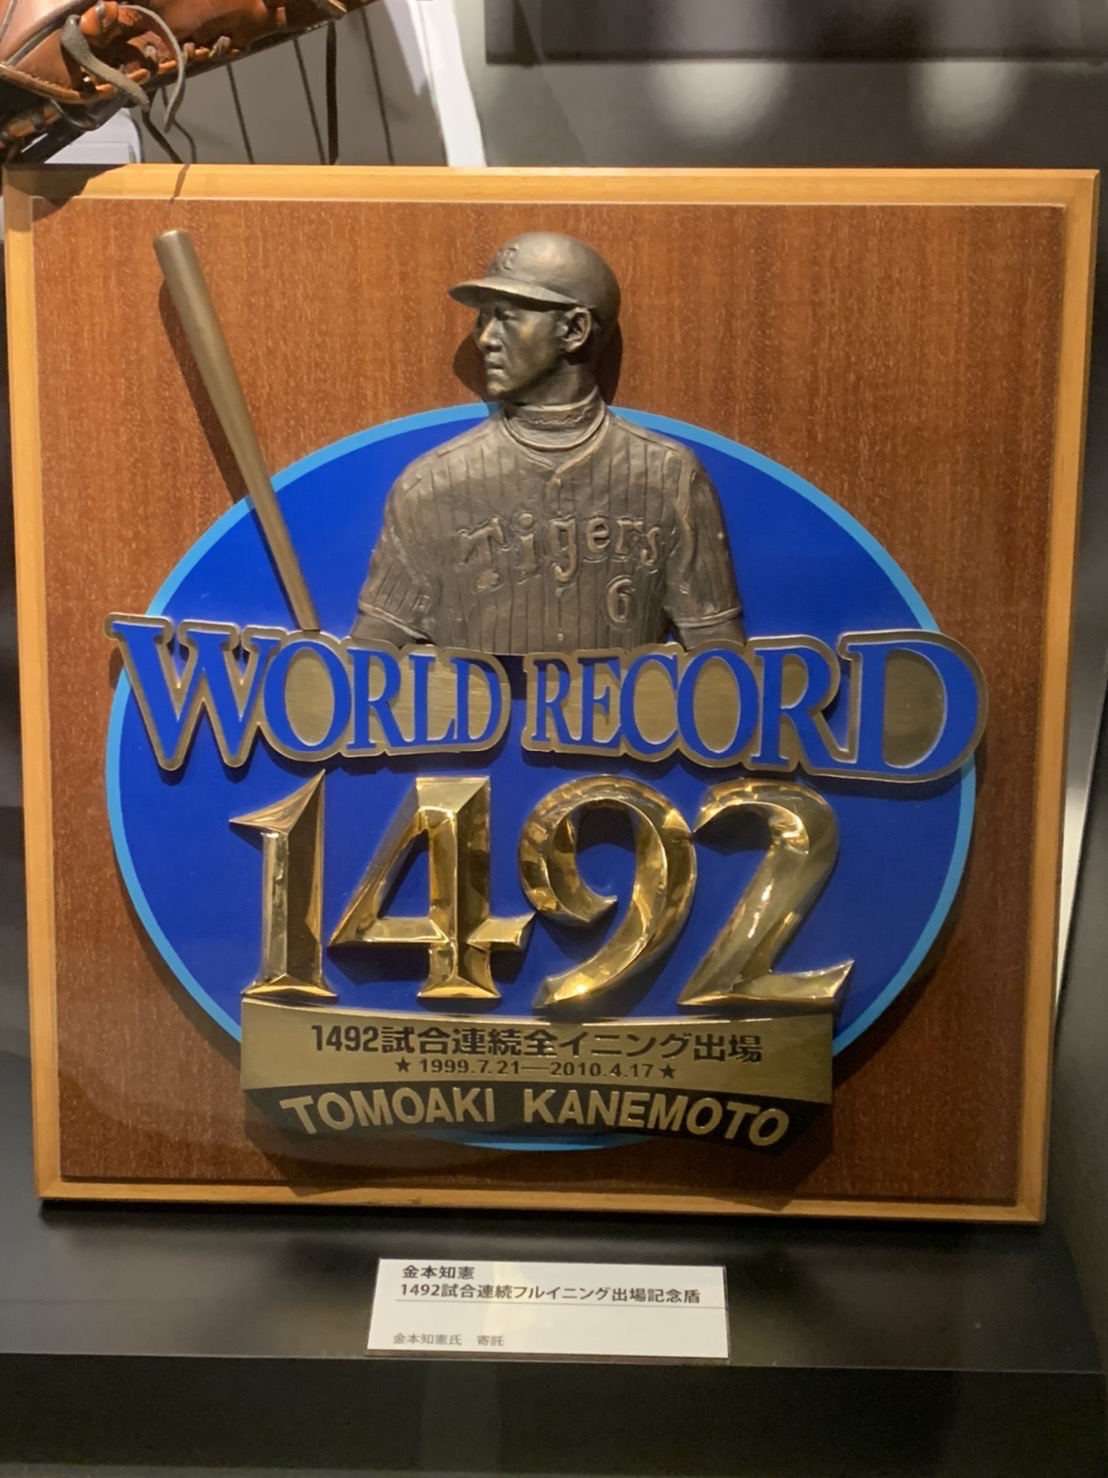 Tigers
6
WORLD RECORD
1492
1492試合連続全イニング出場
★1999.7.21—2010.4.17★
TOMOAKI KANEMOTO
金本知憲
1492試合連続フルイニング出場記念盾
金本知憲氏 寄託